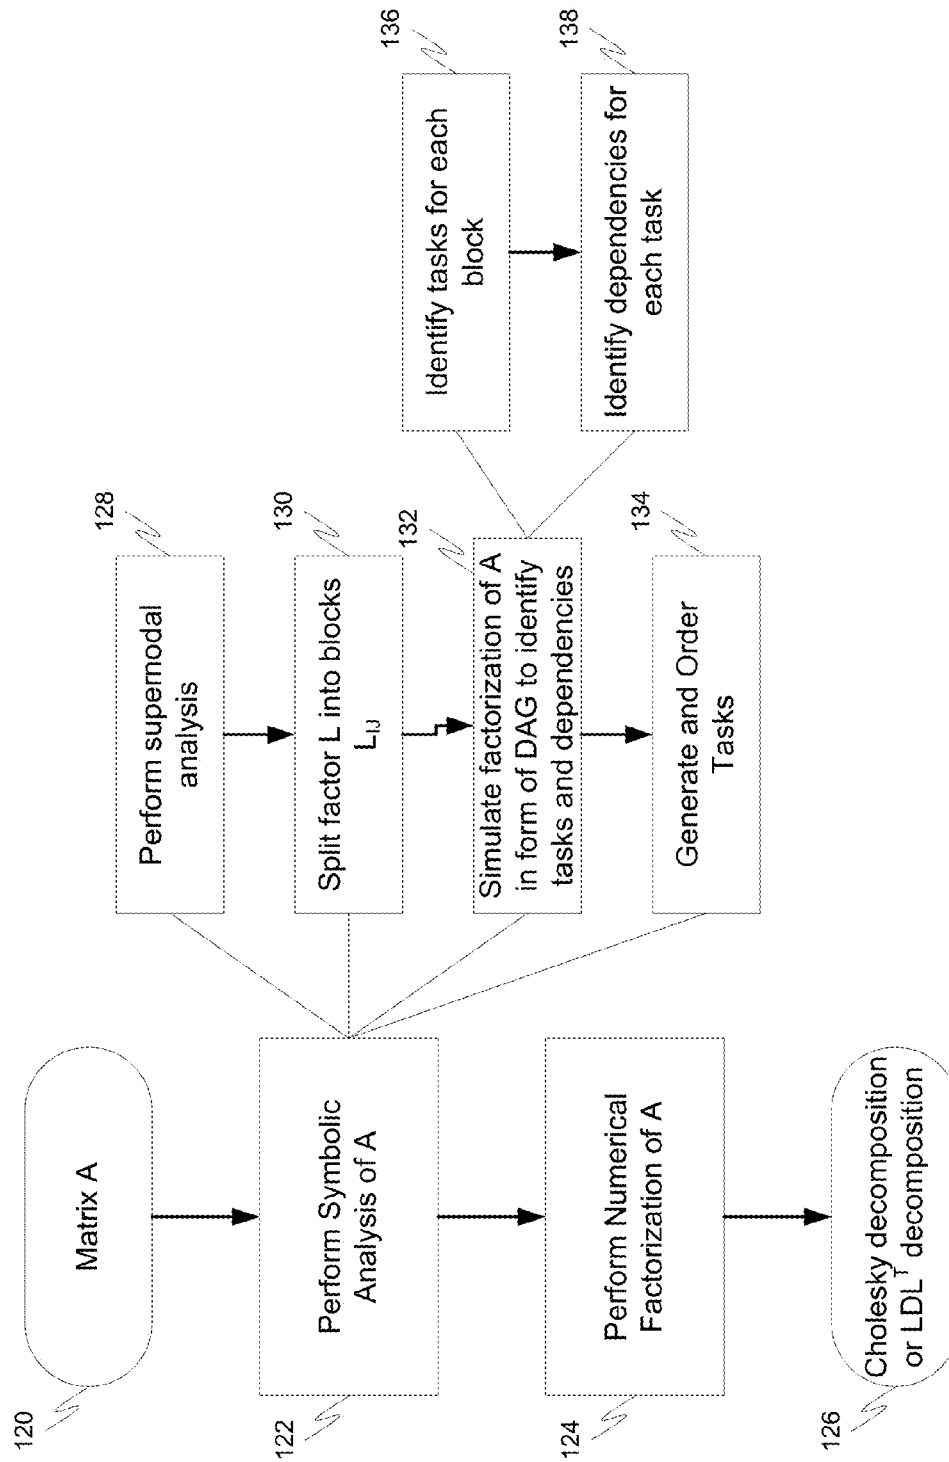 120
Matrix A
122
Perform Symbolic
Analysis of A
124
Perform Numerical
Factorization of A
126
Cholesky decomposition
or LDL^T decomposition
128
Perform supernodal
analysis
130
Split factor L into blocks
L_IJ
132
Simulate factorization of A
in form of DAG to identify
tasks and dependencies
134
Generate and Order
Tasks
136
Identify tasks for each
block
138
Identify dependencies for
each task